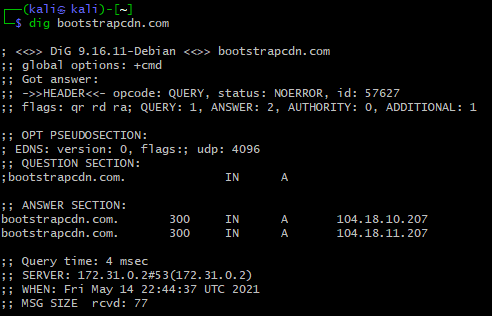 ┌──(kali㉿kali)-[~]
└─$ dig bootstrapcdn.com
; <<>> DiG 9.16.11-Debian <<>> bootstrapcdn.com
;; global options: +cmd
;; Got answer:
;; ->>HEADER<<- opcode: QUERY, status: NOERROR, id: 57627
;; flags: qr rd ra; QUERY: 1, ANSWER: 2, AUTHORITY: 0, ADDITIONAL: 1
;; OPT PSEUDOSECTION:
; EDNS: version: 0, flags:; udp: 4096
;; QUESTION SECTION:
;bootstrapcdn.com. IN A
;; ANSWER SECTION:
bootstrapcdn.com. 300 IN A 104.18.10.207
bootstrapcdn.com. 300 IN A 104.18.11.207
;; Query time: 4 msec
;; SERVER: 172.31.0.2#53(172.31.0.2)
;; WHEN: Fri May 14 22:44:37 UTC 2021
;; MSG SIZE  rcvd: 77